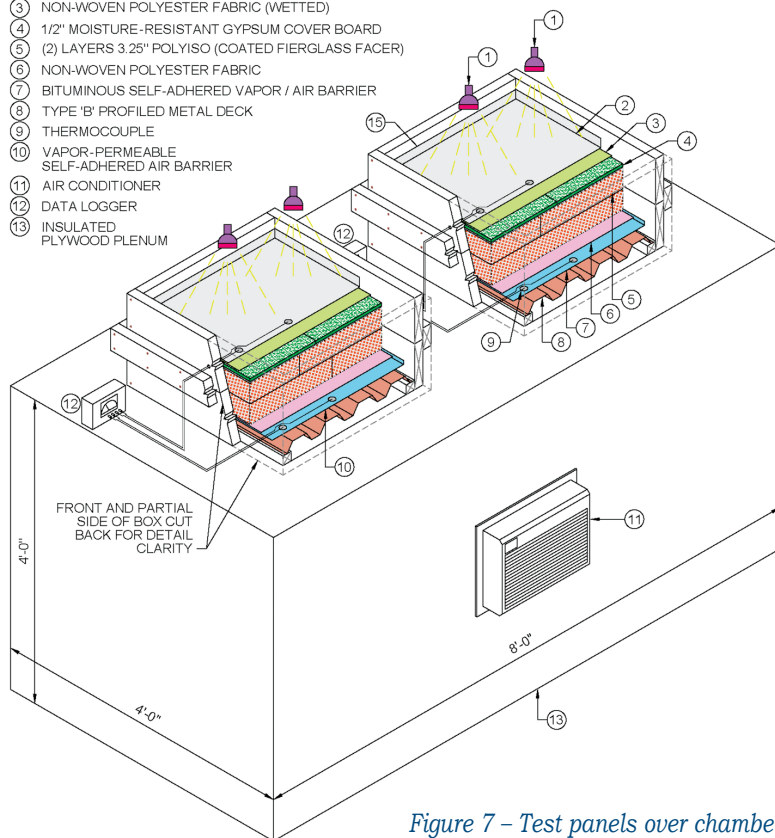 3 NON-WOVEN POLYESTER FABRIC (WETTED)
4 1/2" MOISTURE-RESISTANT GYPSUM COVER BOARD
5 (2) LAYERS 3.25" POLYISO (COATED FIERGLASS FACER)
6 NON-WOVEN POLYESTER FABRIC
7 BITUMINOUS SELF-ADHERED VAPOR / AIR BARRIER
8 TYPE 'B' PROFILED METAL DECK
9 THERMOCOUPLE
10 VAPOR-PERMEABLE
SELF-ADHERED AIR BARRIER
11 AIR CONDITIONER
12 DATA LOGGER
13 INSULATED
PLYWOOD PLENUM
1
1
2
15
3
4
12
5
6
7
8
9
12
10
FRONT AND PARTIAL
SIDE OF BOX CUT
BACK FOR DETAIL
CLARITY
11
4'-0"
8'-0"
4'-0"
13
Figure 7 – Test panels over chambe